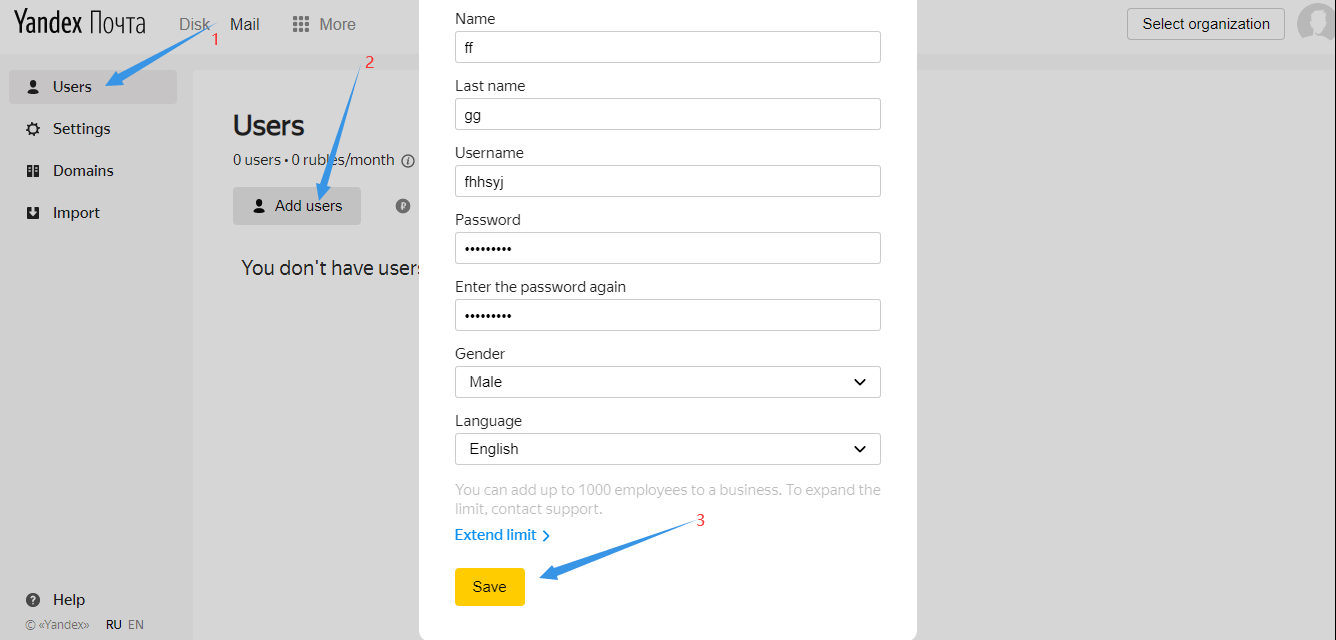 Yandex Почта
Disk
Mail
More
Select organization
1
2
Users
Settings
Domains
Import
Users
0 users • 0 rubles/month
Add users
You don't have users
Name
ff
Last name
gg
Username
fhhsyj
Password
•••••••••
Enter the password again
•••••••••
Gender
Male
Language
English
You can add up to 1000 employees to a business. To expand the
limit, contact support.
Extend limit
3
Save
Help
© «Yandex» RU EN